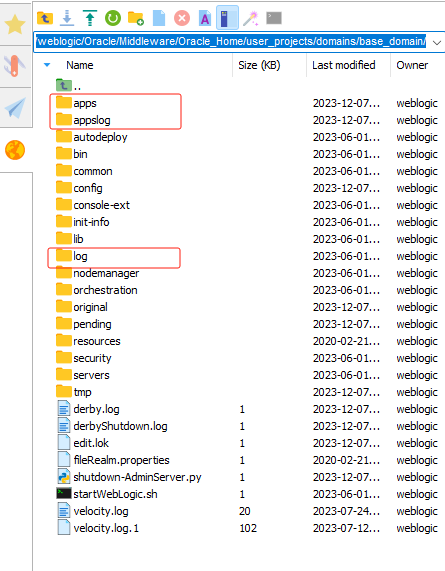 /weblogic/Oracle/Middleware/Oracle_Home/user_projects/domains/base_domain/
Name Size (KB) Last modified Owner
..
apps 2023-12-07... weblogic
appslog 2023-12-07... weblogic
autodeploy 2023-06-01... weblogic
bin 2023-06-01... weblogic
common 2023-06-01... weblogic
config 2023-12-07... weblogic
console-ext 2023-06-01... weblogic
init-info 2023-06-01... weblogic
lib 2023-06-01... weblogic
log 2023-06-01... weblogic
nodemanager 2023-12-07... weblogic
orchestration 2023-12-07... weblogic
original 2023-12-07... weblogic
pending 2023-12-07... weblogic
resources 2020-02-21... weblogic
security 2023-06-01... weblogic
servers 2023-06-01... weblogic
tmp 2023-12-07... weblogic
derby.log 1 2023-12-07... weblogic
derbyShutdown.log 1 2023-12-07... weblogic
edit.lok 1 2023-12-07... weblogic
fileRealm.properties 1 2020-02-21... weblogic
shutdown-AdminServer.py 1 2023-12-07... weblogic
startWebLogic.sh 1 2023-06-01... weblogic
velocity.log 20 2023-07-24... weblogic
velocity.log.1 102 2023-07-12... weblogic